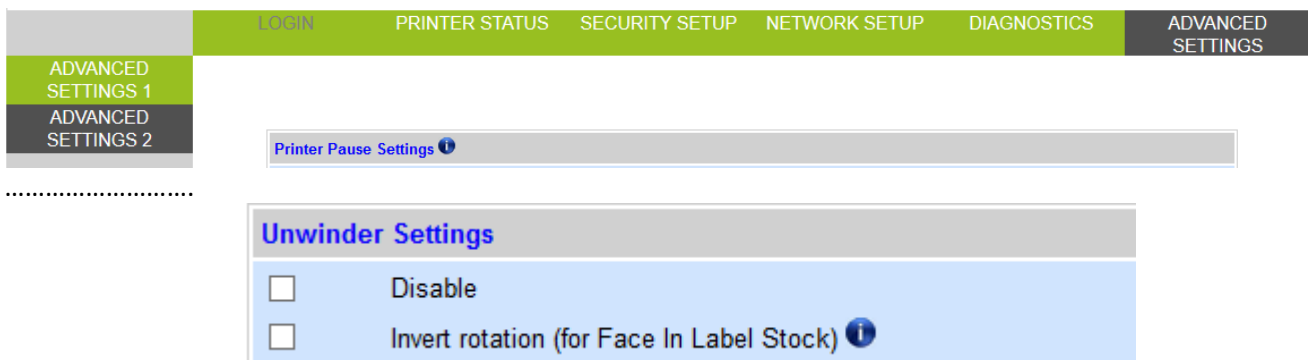 LOGIN PRINTER STATUS SECURITY SETUP NETWORK SETUP DIAGNOSTICS ADVANCED
SETTINGS
ADVANCED
SETTINGS 1
ADVANCED
SETTINGS 2
Printer Pause Settings
............................
Unwinder Settings
Disable
Invert rotation (for Face In Label Stock)